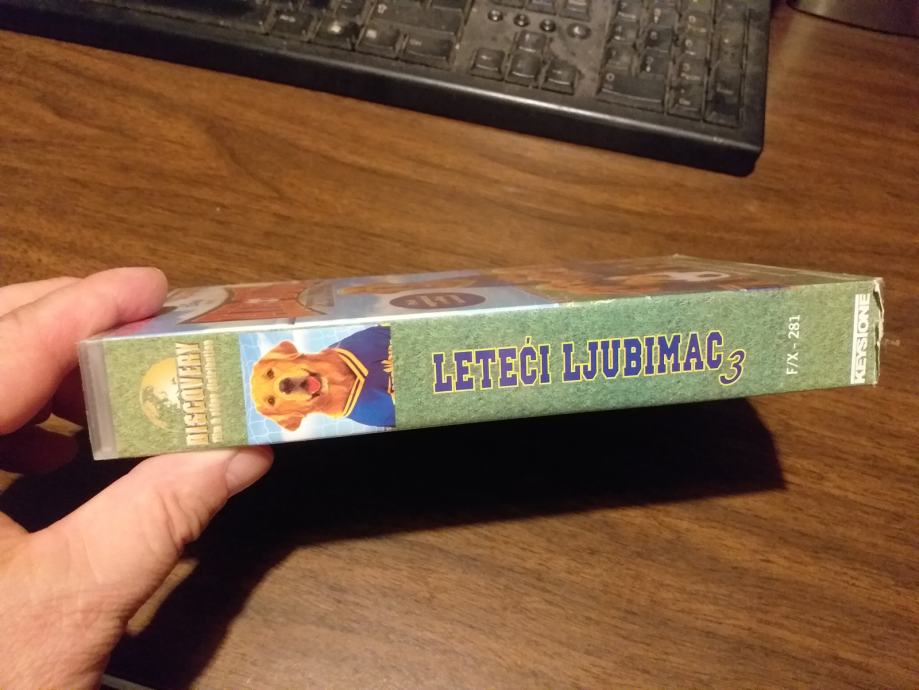 DISCOVERY
LETEĆI LJUBIMAC 3
F/X - 281
KEYSTONE